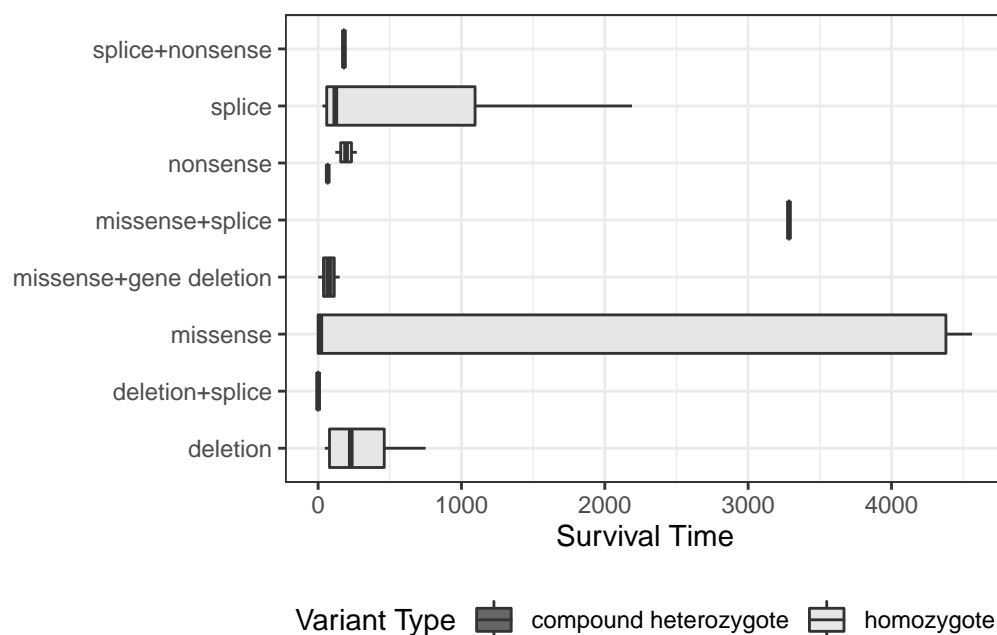 splice+nonsense
splice
nonsense
missense+splice
missense+gene deletion
missense
deletion+splice
deletion
0 1000 2000 3000 4000
Survival Time
Variant Type compound heterozygote homozygote